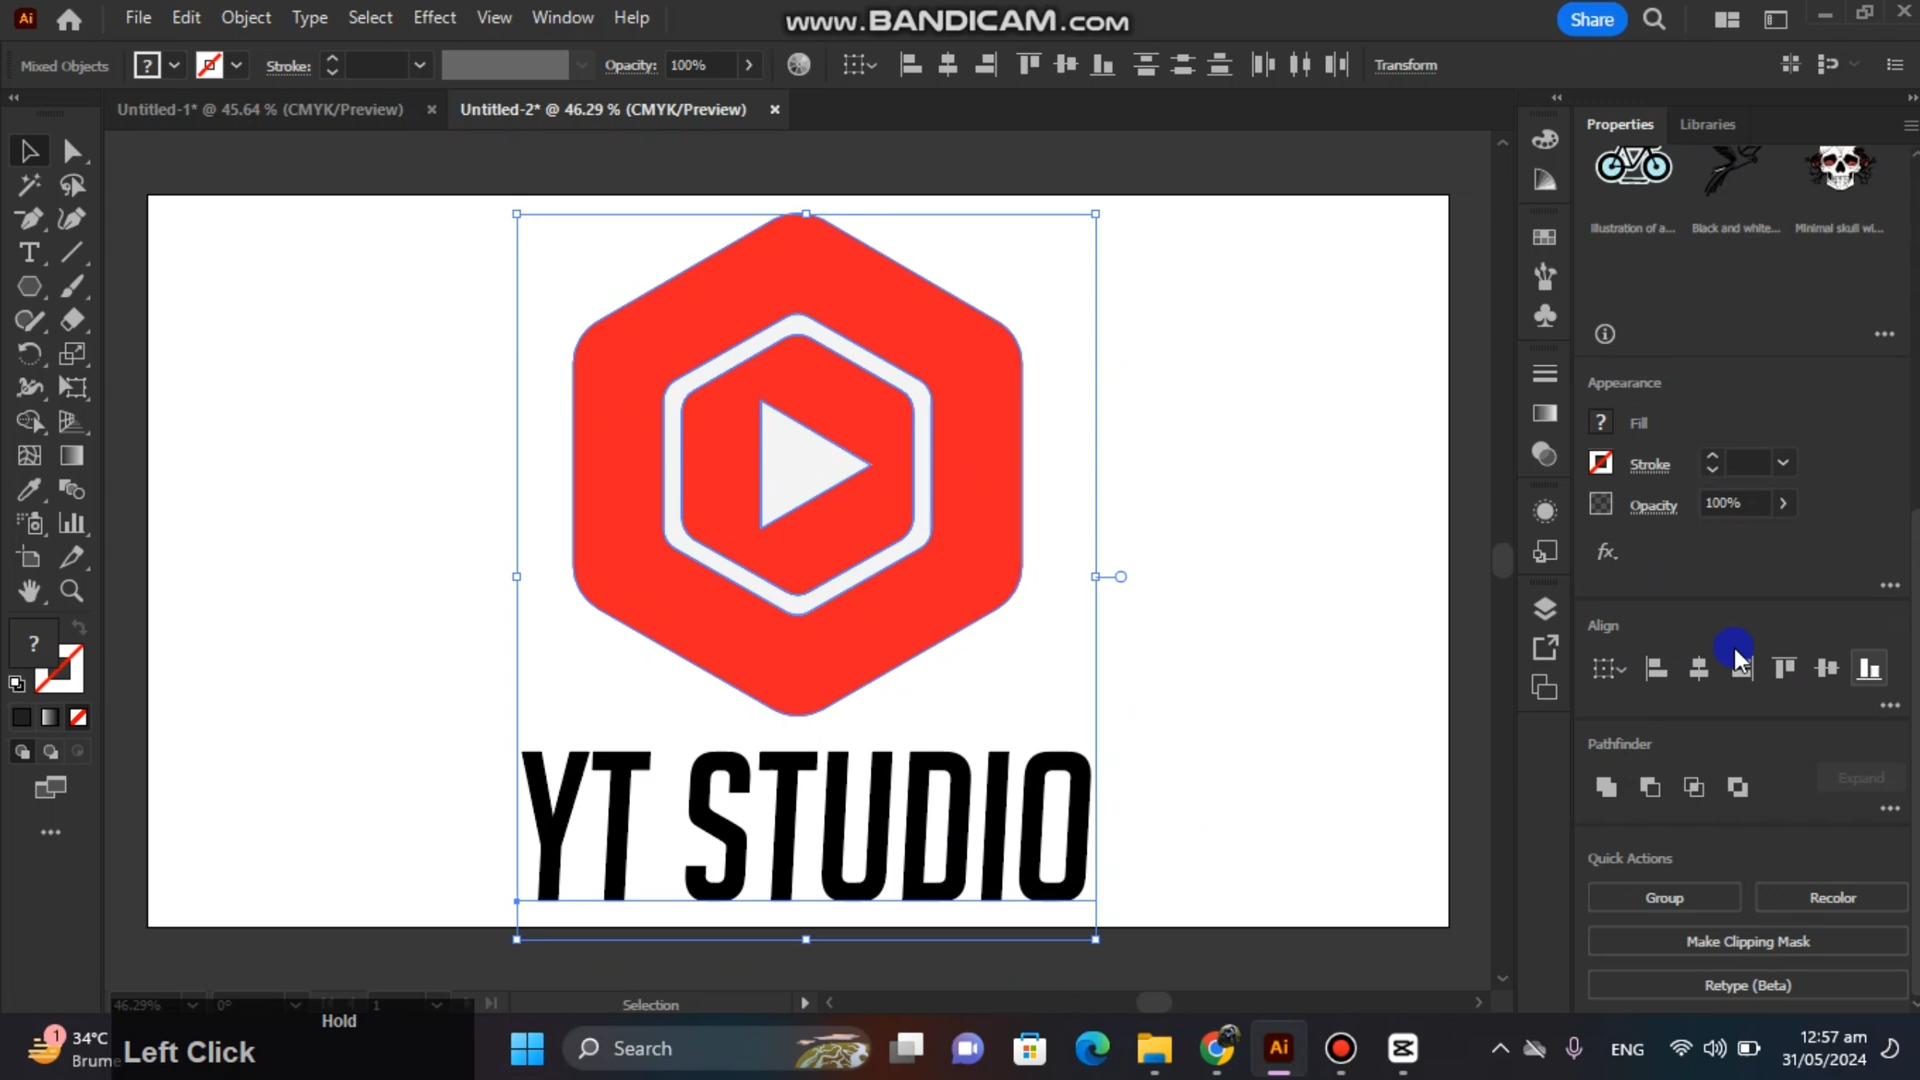 Ai File Edit Object Type Select Effect View Window Help
www.BANDICAM.com
Share
Mixed Objects ? Stroke: Opacity: 100% Transform
Untitled-1* @ 45.64 % (CMYK/Preview) × Untitled-2* @ 46.29 % (CMYK/Preview) ×
Properties Libraries
Illustration of a... Black and white... Minimal skull wi...
Appearance
? Fill
Stroke
Opacity 100%
fx.
Align
Pathfinder
Expand
Quick Actions
Group Recolor
Make Clipping Mask
Retype (Beta)
?
YT STUDIO
46.29% 0° 1 Selection
Hold
Left Click
1 34°C
Brume
Search
Ai
ENG
12:57 am
31/05/2024